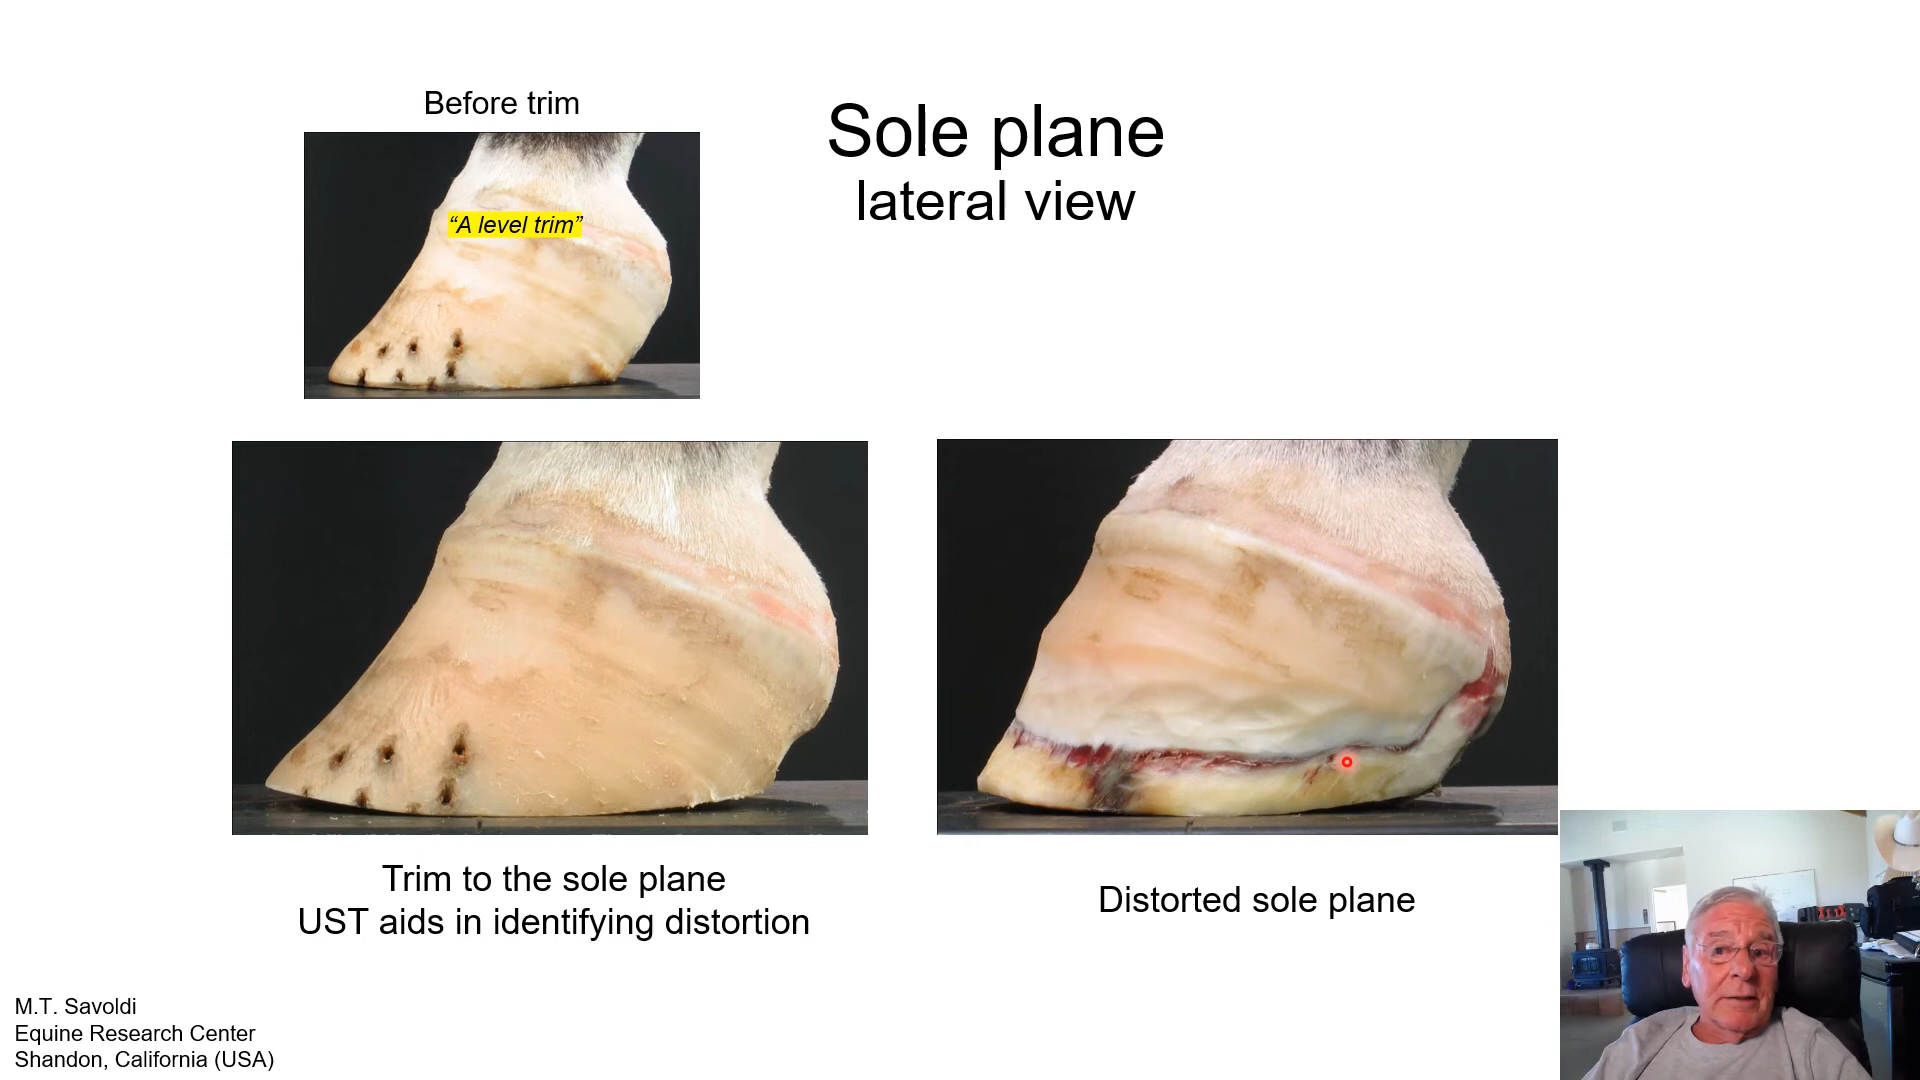 Before trim
“A level trim”
Sole plane
lateral view
Trim to the sole plane
UST aids in identifying distortion
Distorted sole plane
M.T. Savoldi
Equine Research Center
Shandon, California (USA)